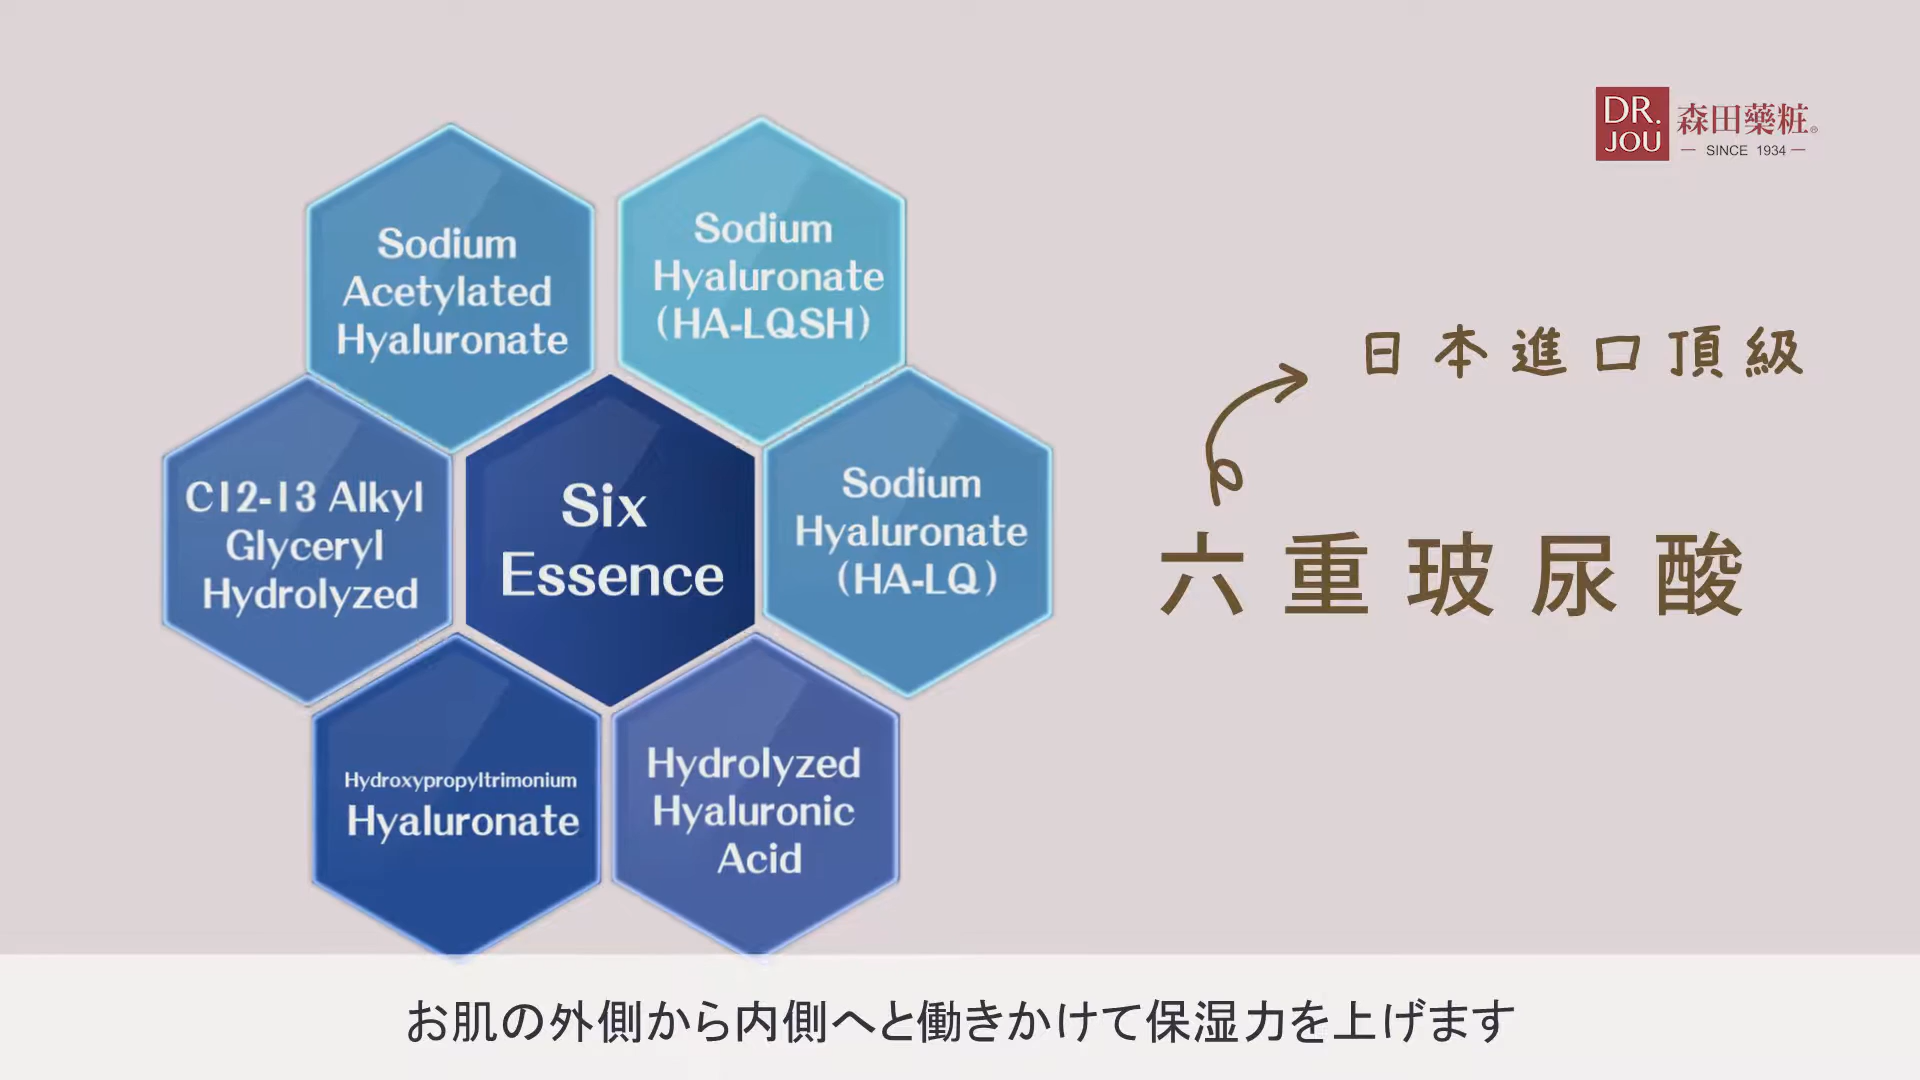 DR.
JOU
森田藥粧®
SINCE 1934
Sodium
Acetylated
Hyaluronate
Sodium
Hyaluronate
(HA-LQSH)
C12-13 Alkyl
Glyceryl
Hydrolyzed
Six
Essence
Sodium
Hyaluronate
(HA-LQ)
Hydroxypropyltrimonium
Hyaluronate
Hydrolyzed
Hyaluronic
Acid
日本進口頂級
六重玻尿酸
お肌の外側から内側へと働きかけて保湿力を上げます